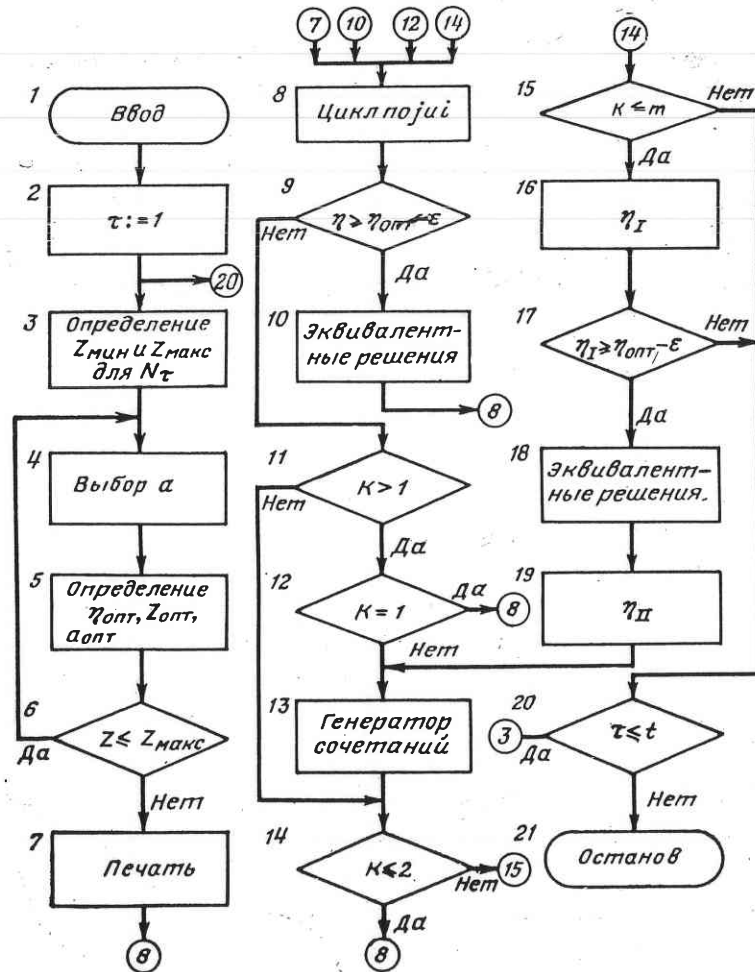 1
Ввод
2
τ:=1
20
3
Определение
Zмин и Zмакс
для Nτ
4
Выбор a
5
Определение
ηопт, Zопт,
aопт
6
Z ≤ Zмакс
Да
Нет
7
Печать
8
7 10 12 14
8
Цикл по j и i
9
η ≥ ηопт - ε
Нет
Да
10
Эквивалент-
ные решения
8
11
К > 1
Нет
Да
12
К = 1
Да
8
Нет
13
Генератор
сочетаний
14
К ≤ 2
Нет
15
Да
8
14
15
К ≤ m
Нет
Да
16
ηI
17
ηI ≥ ηопт - ε
Нет
Да
18
Эквивалент-
ные решения.
19
ηII
20
τ ≤ t
3
Да
Нет
21
Останов